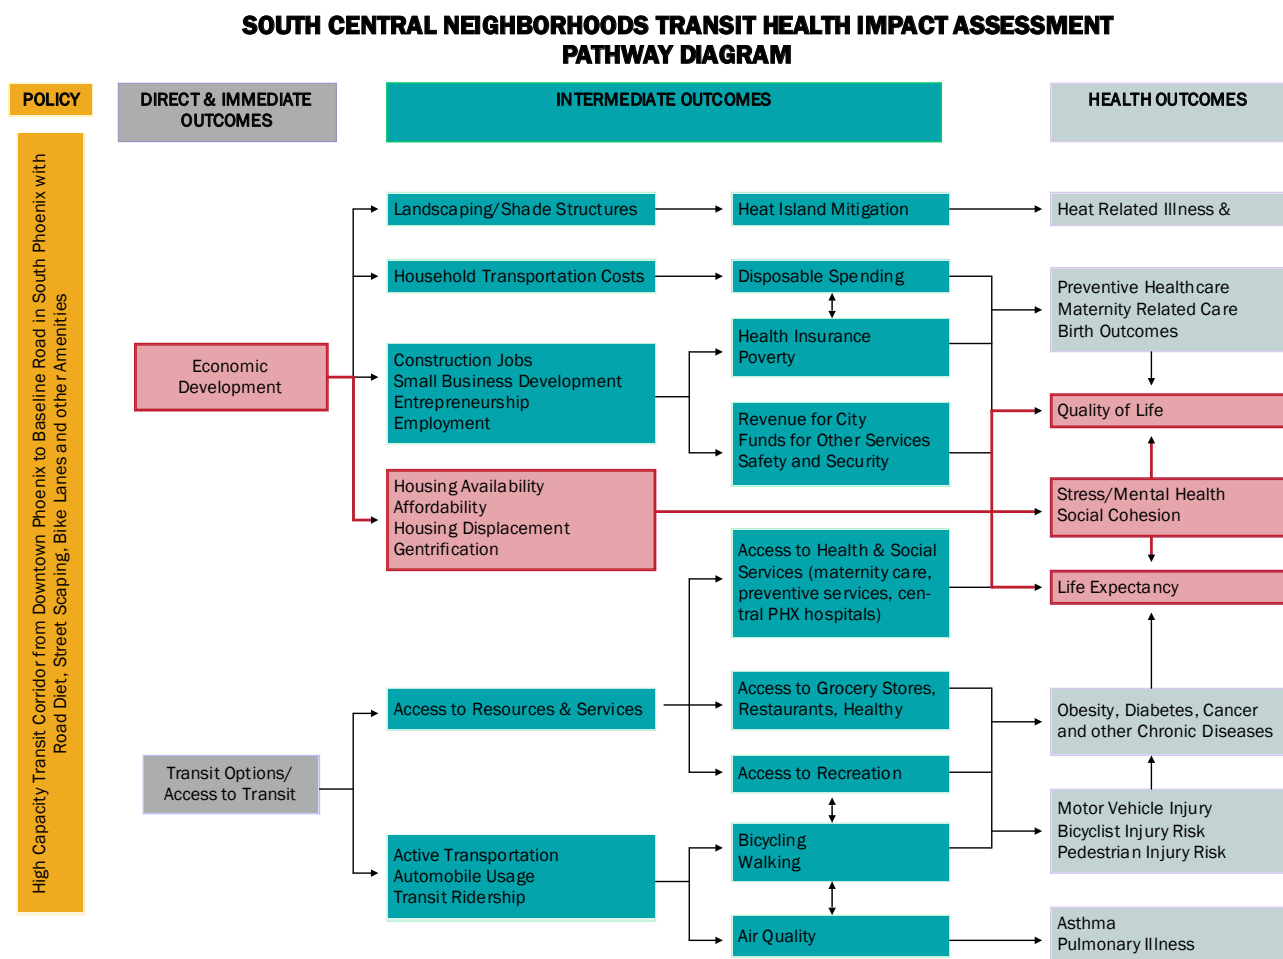 SOUTH CENTRAL NEIGHBORHOODS TRANSIT HEALTH IMPACT ASSESSMENT
PATHWAY DIAGRAM
POLICY
DIRECT & IMMEDIATE
OUTCOMES
INTERMEDIATE OUTCOMES
HEALTH OUTCOMES
High Capacity Transit Corridor from Downtown Phoenix to Baseline Road in South Phoenix with
Road Diet, Street Scaping, Bike Lanes and other Amenities
Economic
Development
Transit Options/
Access to Transit
Landscaping/Shade Structures
Household Transportation Costs
Construction Jobs
Small Business Development
Entrepreneurship
Employment
Housing Availability
Affordability
Housing Displacement
Gentrification
Access to Resources & Services
Active Transportation
Automobile Usage
Transit Ridership
Heat Island Mitigation
Disposable Spending
Health Insurance
Poverty
Revenue for City
Funds for Other Services
Safety and Security
Access to Health & Social
Services (maternity care,
preventive services, cen-
tral PHX hospitals)
Access to Grocery Stores,
Restaurants, Healthy
Access to Recreation
Bicycling
Walking
Air Quality
Heat Related Illness &
Preventive Healthcare
Maternity Related Care
Birth Outcomes
Quality of Life
Stress/Mental Health
Social Cohesion
Life Expectancy
Obesity, Diabetes, Cancer
and other Chronic Diseases
Motor Vehicle Injury
Bicyclist Injury Risk
Pedestrian Injury Risk
Asthma
Pulmonary Illness